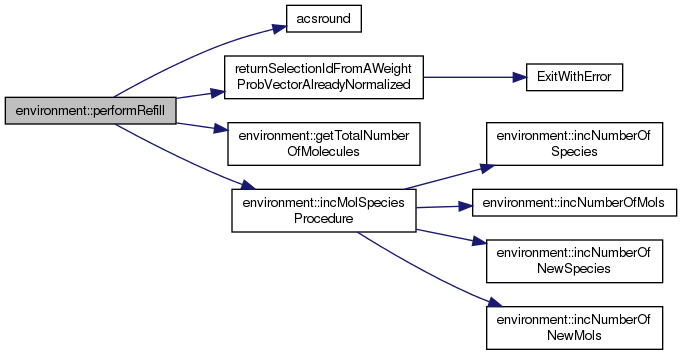 acsround
returnSelectionIdFromAWeight
ProbVectorAlreadyNormalized
ExitWithError
environment::performRefill
environment::getTotalNumber
OfMolecules
environment::incNumberOf
Species
environment::incMolSpecies
Procedure
environment::incNumberOfMols
environment::incNumberOf
NewSpecies
environment::incNumberOf
NewMols